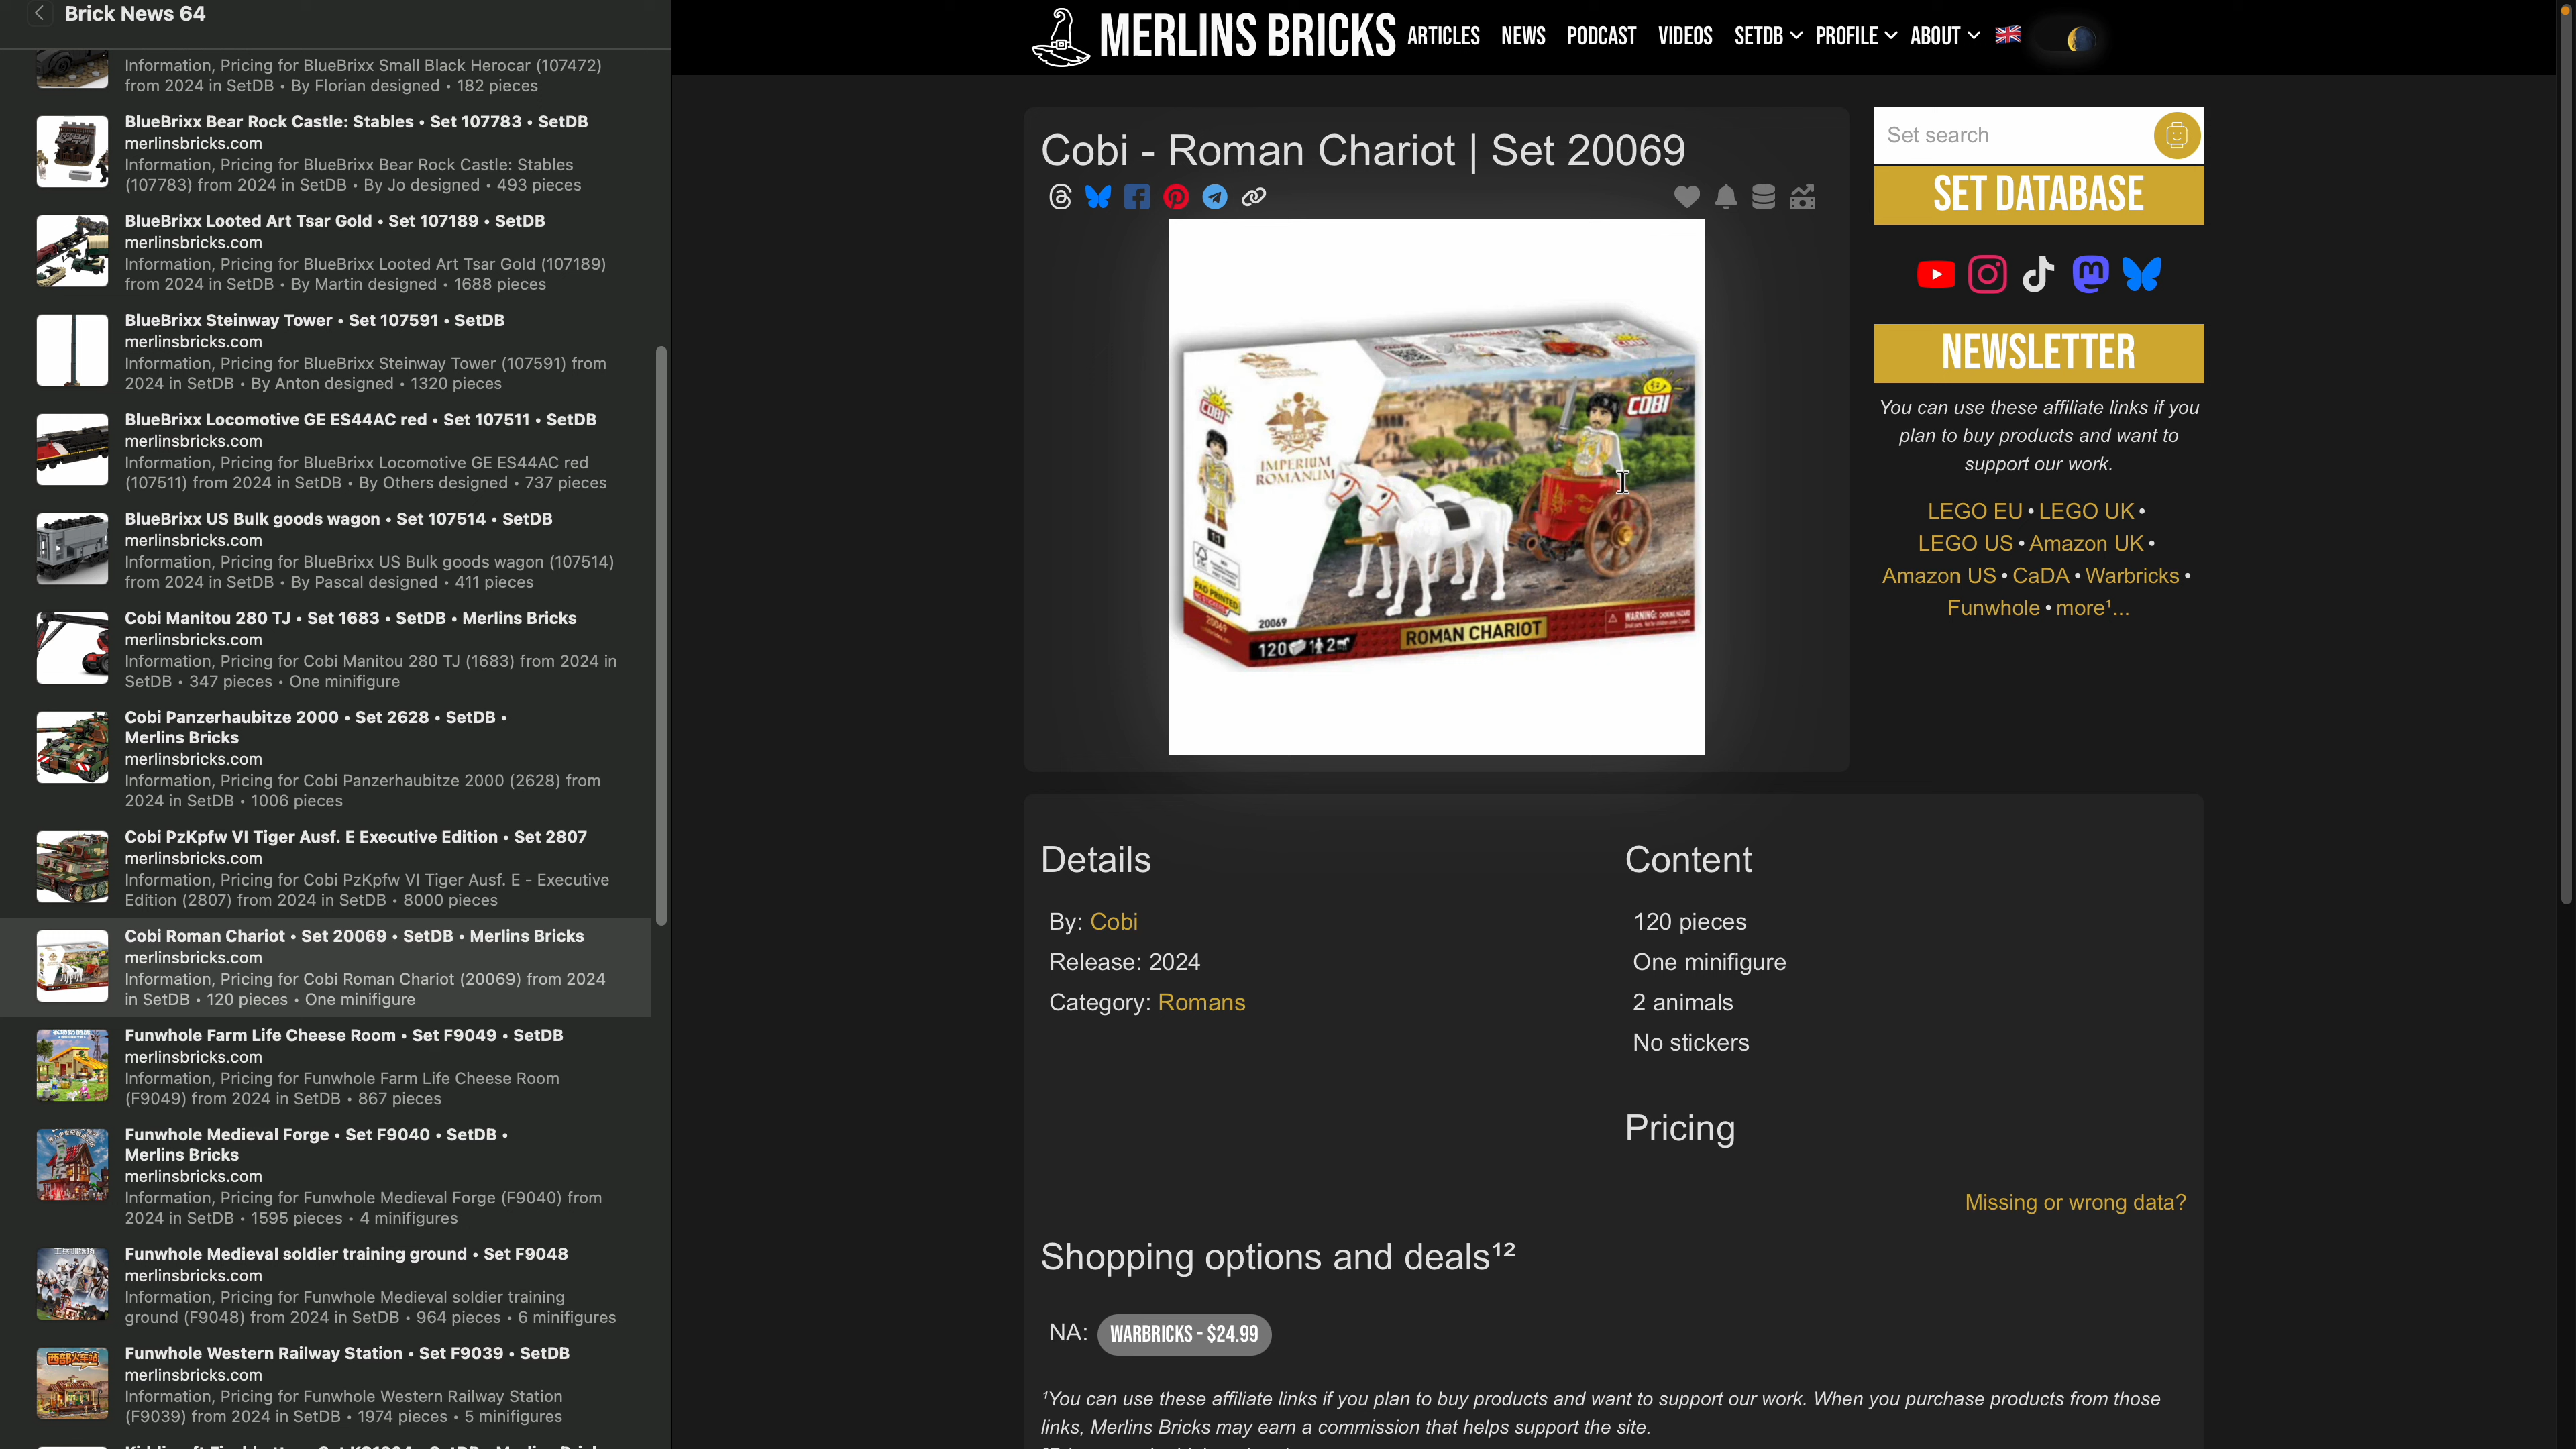 Brick News 64
Information, Pricing for BlueBrixx Small Black Herocar (107472)
from 2024 in SetDB • By Florian designed • 182 pieces
BlueBrixx Bear Rock Castle: Stables • Set 107783 • SetDB
merlinsbricks.com
Information, Pricing for BlueBrixx Bear Rock Castle: Stables
(107783) from 2024 in SetDB • By Jo designed • 493 pieces
BlueBrixx Looted Art Tsar Gold • Set 107189 • SetDB
merlinsbricks.com
Information, Pricing for BlueBrixx Looted Art Tsar Gold (107189)
from 2024 in SetDB • By Martin designed • 1688 pieces
BlueBrixx Steinway Tower • Set 107591 • SetDB
merlinsbricks.com
Information, Pricing for BlueBrixx Steinway Tower (107591) from
2024 in SetDB • By Anton designed • 1320 pieces
BlueBrixx Locomotive GE ES44AC red • Set 107511 • SetDB
merlinsbricks.com
Information, Pricing for BlueBrixx Locomotive GE ES44AC red
(107511) from 2024 in SetDB • By Others designed • 737 pieces
BlueBrixx US Bulk goods wagon • Set 107514 • SetDB
merlinsbricks.com
Information, Pricing for BlueBrixx US Bulk goods wagon (107514)
from 2024 in SetDB • By Pascal designed • 411 pieces
Cobi Manitou 280 TJ • Set 1683 • SetDB • Merlins Bricks
merlinsbricks.com
Information, Pricing for Cobi Manitou 280 TJ (1683) from 2024 in
SetDB • 347 pieces • One minifigure
Cobi Panzerhaubitze 2000 • Set 2628 • SetDB •
Merlins Bricks
merlinsbricks.com
Information, Pricing for Cobi Panzerhaubitze 2000 (2628) from
2024 in SetDB • 1006 pieces
Cobi PzKpfw VI Tiger Ausf. E Executive Edition • Set 2807
merlinsbricks.com
Information, Pricing for Cobi PzKpfw VI Tiger Ausf. E - Executive
Edition (2807) from 2024 in SetDB • 8000 pieces
Cobi Roman Chariot • Set 20069 • SetDB • Merlins Bricks
merlinsbricks.com
Information, Pricing for Cobi Roman Chariot (20069) from 2024
in SetDB • 120 pieces • One minifigure
Funwhole Farm Life Cheese Room • Set F9049 • SetDB
merlinsbricks.com
Information, Pricing for Funwhole Farm Life Cheese Room
(F9049) from 2024 in SetDB • 867 pieces
Funwhole Medieval Forge • Set F9040 • SetDB •
Merlins Bricks
merlinsbricks.com
Information, Pricing for Funwhole Medieval Forge (F9040) from
2024 in SetDB • 1595 pieces • 4 minifigures
Funwhole Medieval soldier training ground • Set F9048
merlinsbricks.com
Information, Pricing for Funwhole Medieval soldier training
ground (F9048) from 2024 in SetDB • 964 pieces • 6 minifigures
Funwhole Western Railway Station • Set F9039 • SetDB
merlinsbricks.com
Information, Pricing for Funwhole Western Railway Station
(F9039) from 2024 in SetDB • 1974 pieces • 5 minifigures
MERLINS BRICKS ARTICLES NEWS PODCAST VIDEOS SETDB PROFILE ABOUT
Cobi - Roman Chariot | Set 20069
COBI
COBI
IMPERIUM
ROMANUM
1:1
PAD PRINTED
20069
20069
120 1 2
ROMAN CHARIOT
WARNING:
Set search
SET DATABASE
NEWSLETTER
You can use these affiliate links if you
plan to buy products and want to
support our work.
LEGO EU • LEGO UK •
LEGO US • Amazon UK •
Amazon US • CaDA • Warbricks •
Funwhole • more¹...
Details
By: Cobi
Release: 2024
Category: Romans
Content
120 pieces
One minifigure
2 animals
No stickers
Pricing
Missing or wrong data?
Shopping options and deals¹²
NA: WARBRICKS - $24.99
¹You can use these affiliate links if you plan to buy products and want to support our work. When you purchase products from those
links, Merlins Bricks may earn a commission that helps support the site.